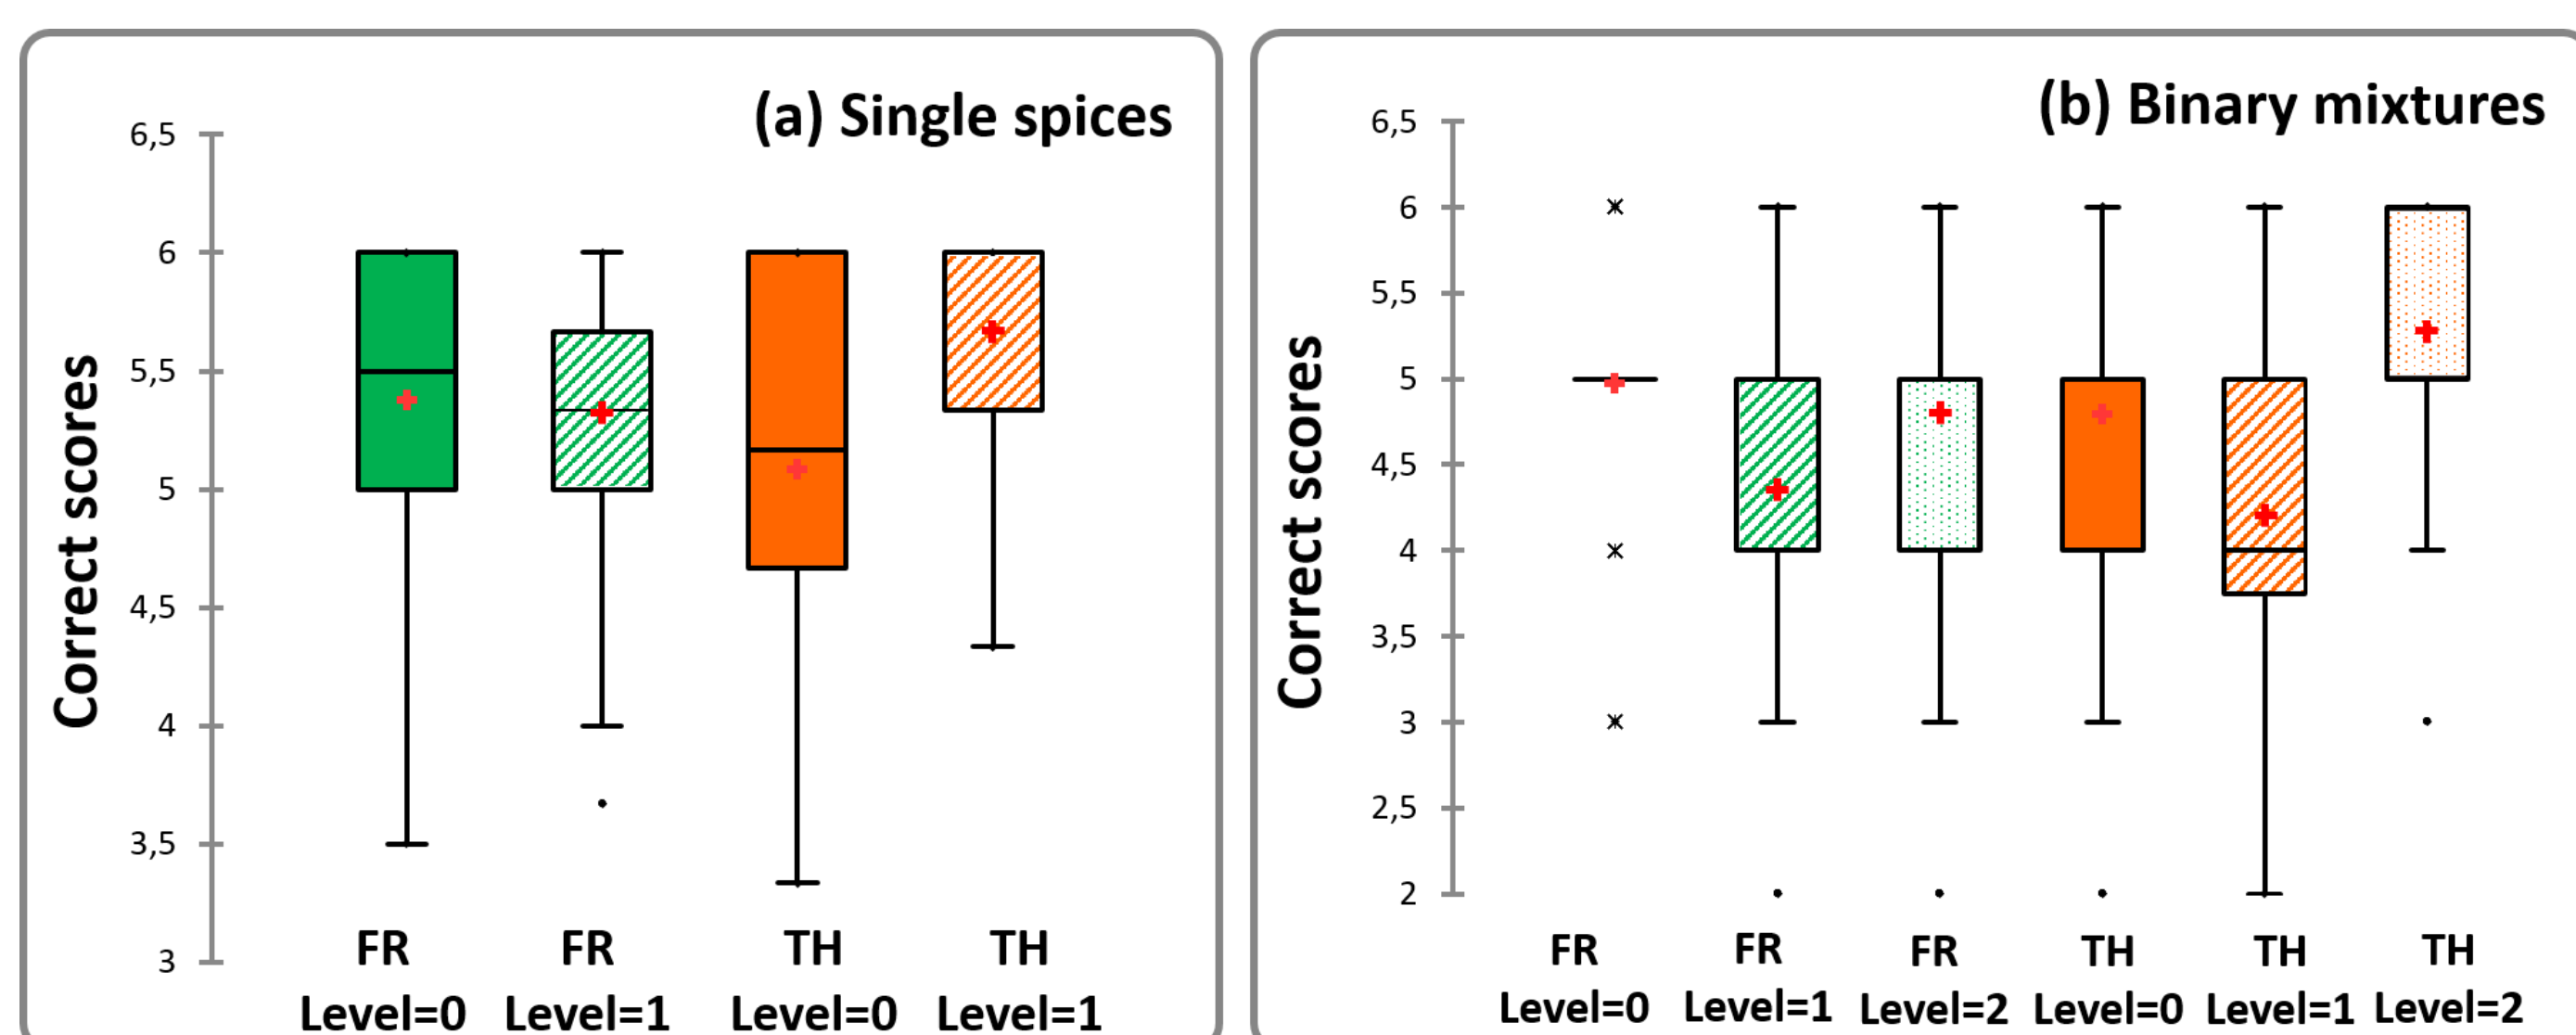 (a) Single spices
Correct scores
6,5
6
5,5
5
4,5
4
3,5
3
FR FR TH TH
Level=0 Level=1 Level=0 Level=1
(b) Binary mixtures
Correct scores
6,5
6
5,5
5
4,5
4
3,5
3
2,5
2
FR FR FR TH TH TH
Level=0 Level=1 Level=2 Level=0 Level=1 Level=2